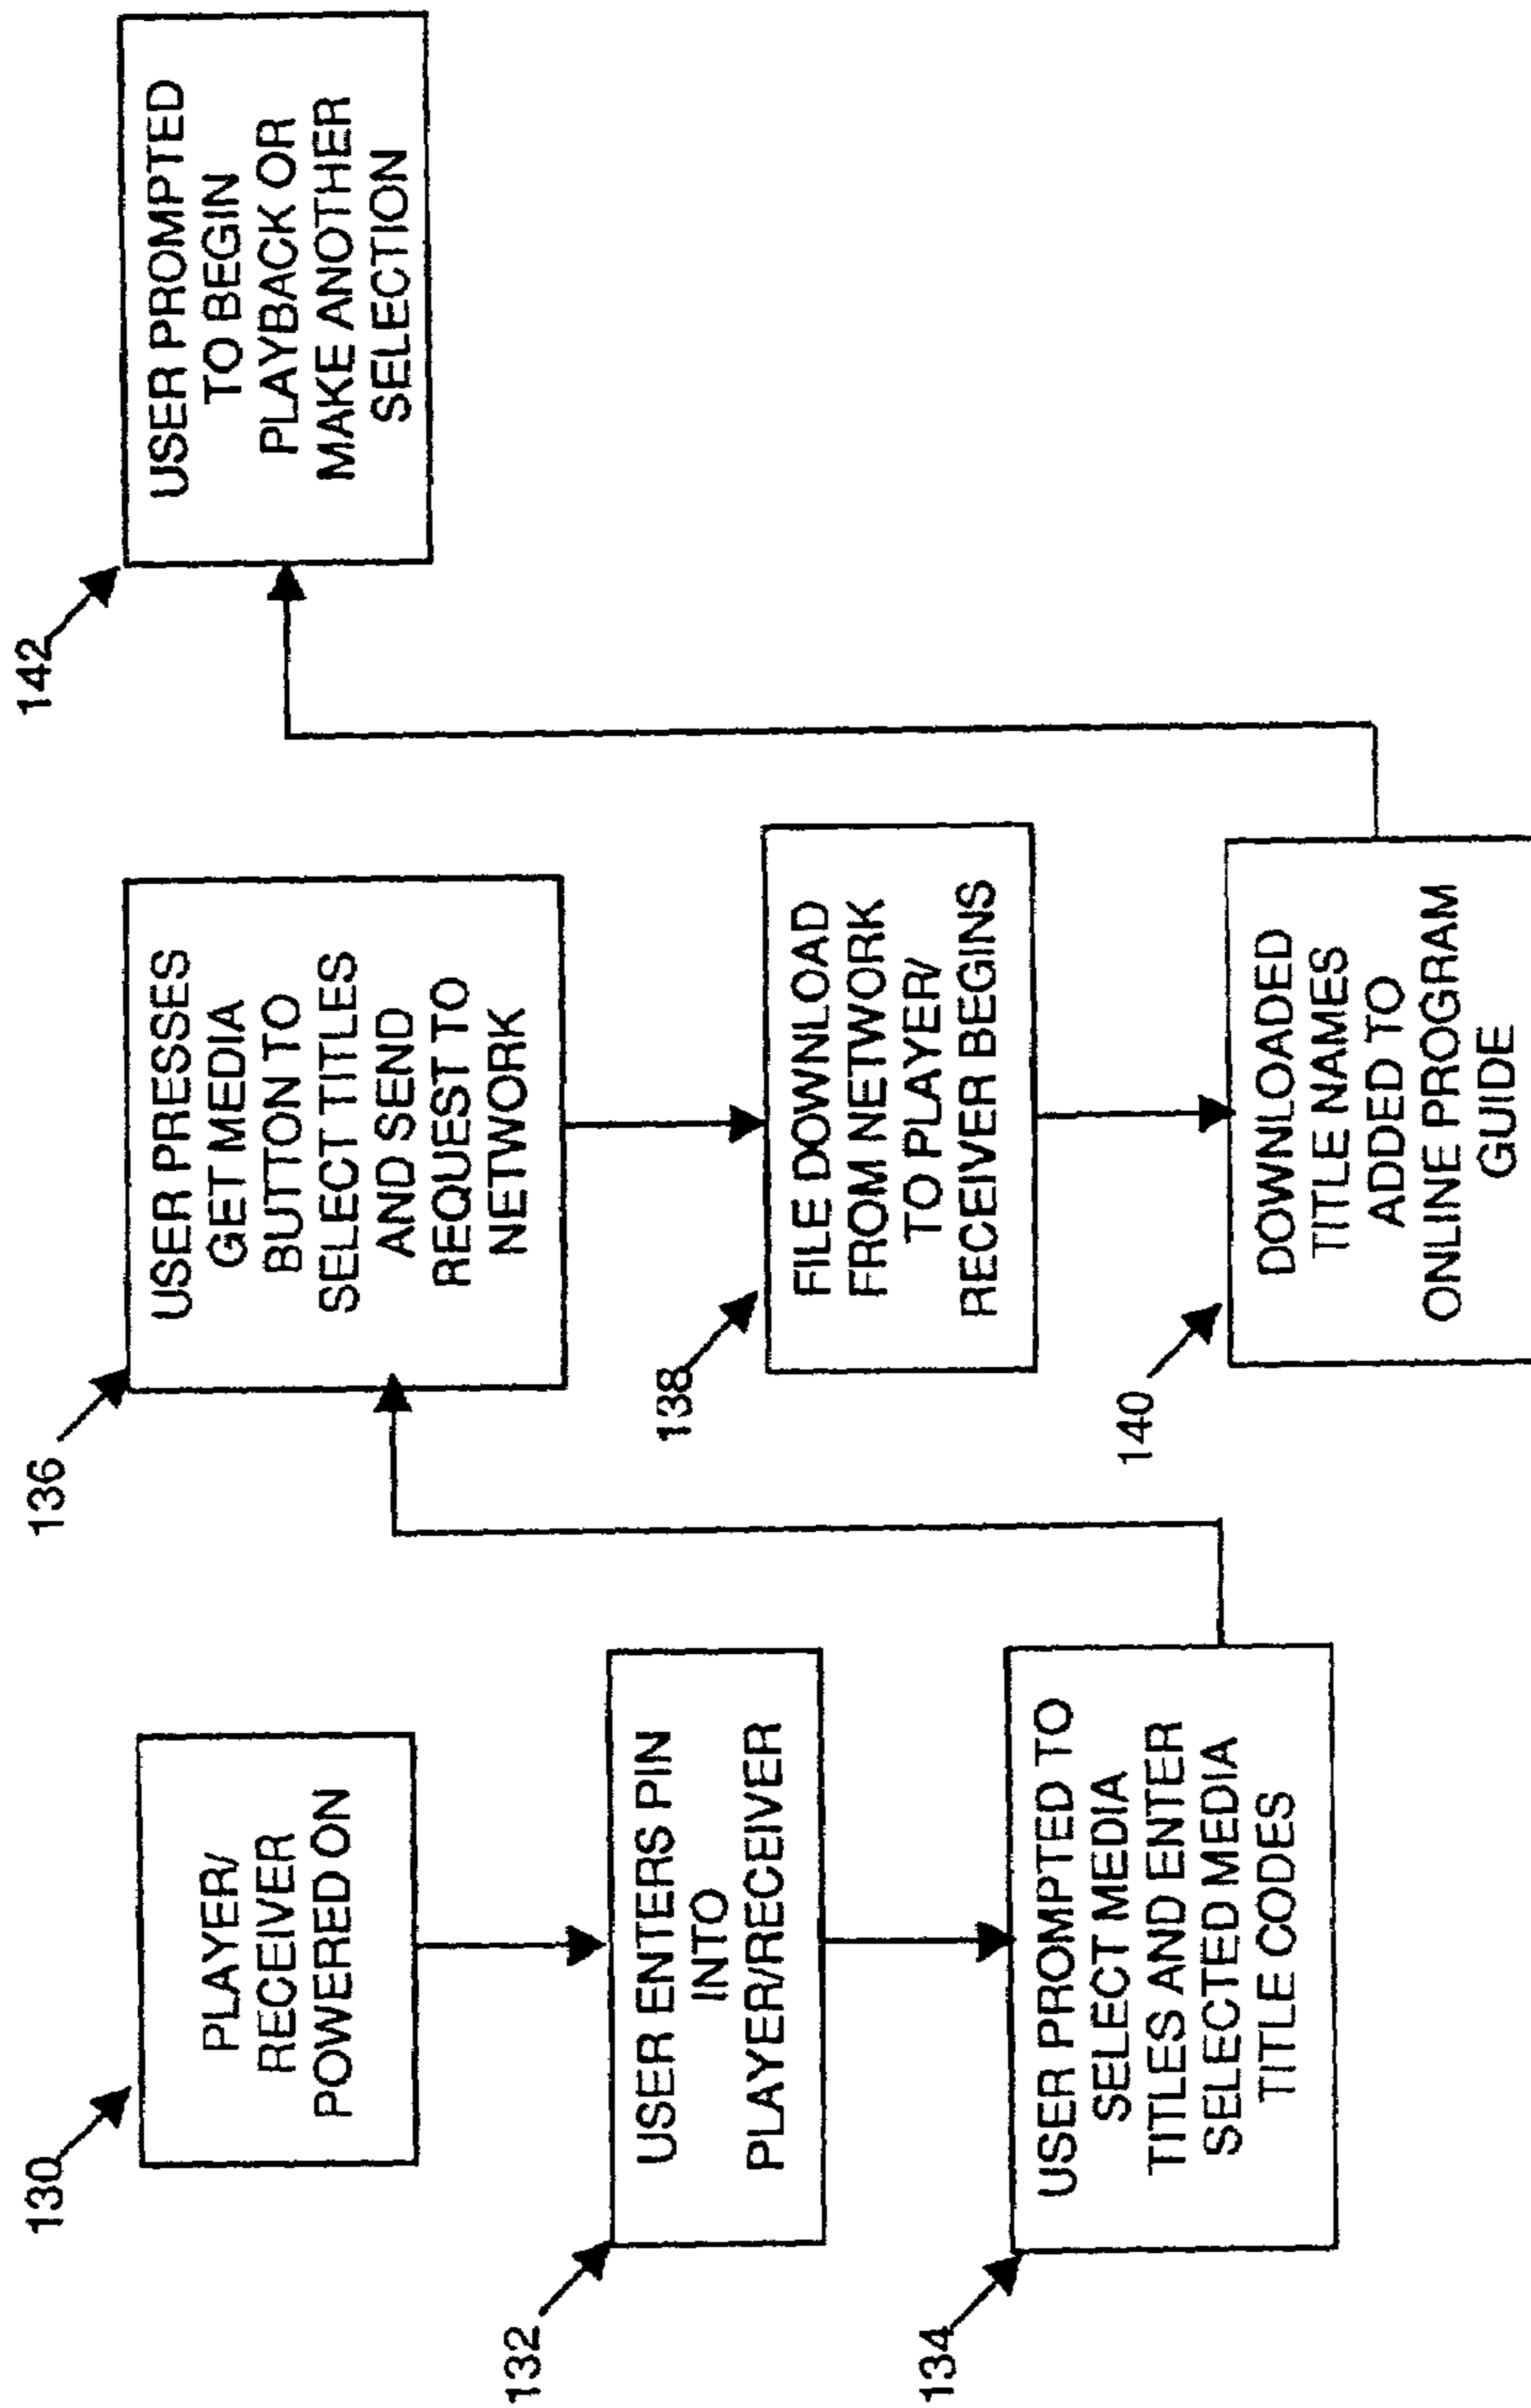 130
PLAYER/
RECEIVER
POWERED ON
132
USER ENTERS PIN
INTO
PLAYER/RECEIVER
134
USER PROMPTED TO
SELECT MEDIA
TITLES AND ENTER
SELECTED MEDIA
TITLE CODES
136
USER PRESSES
GET MEDIA
BUTTON TO
SELECT TITLES
AND SEND
REQUEST TO
NETWORK
138
FILE DOWNLOAD
FROM NETWORK
TO PLAYER/
RECEIVER BEGINS
140
DOWNLOADED
TITLE NAMES
ADDED TO
ONLINE PROGRAM
GUIDE
142
USER PROMPTED
TO BEGIN
PLAYBACK OR
MAKE ANOTHER
SELECTION